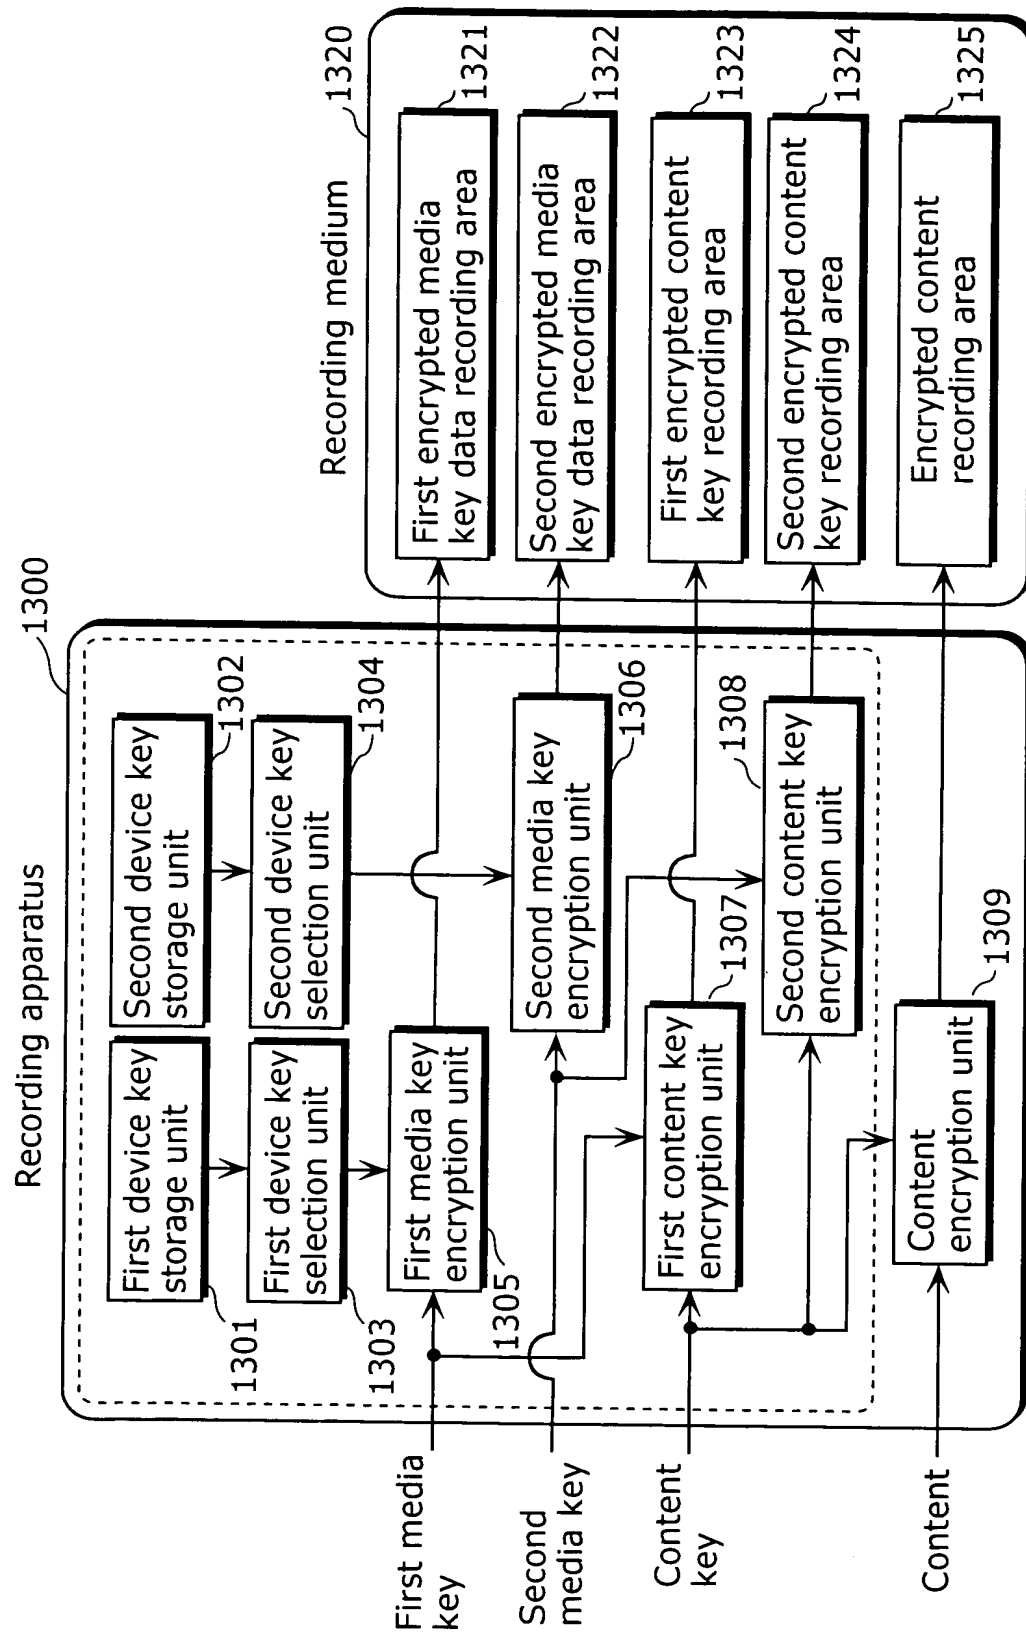 Recording apparatus
1300
First device key
storage unit
1301
Second device key
storage unit
1302
First device key
selection unit
1303
Second device key
selection unit
1304
First media key
encryption unit
1305
Second media key
encryption unit
1306
First content key
encryption unit
1307
Second content key
encryption unit
1308
Content
encryption unit
1309
First media
key
Second
media key
Content
key
Content
Recording medium
1320
First encrypted media
key data recording area
1321
Second encrypted media
key data recording area
1322
First encrypted content
key recording area
1323
Second encrypted content
key recording area
1324
Encrypted content
recording area
1325